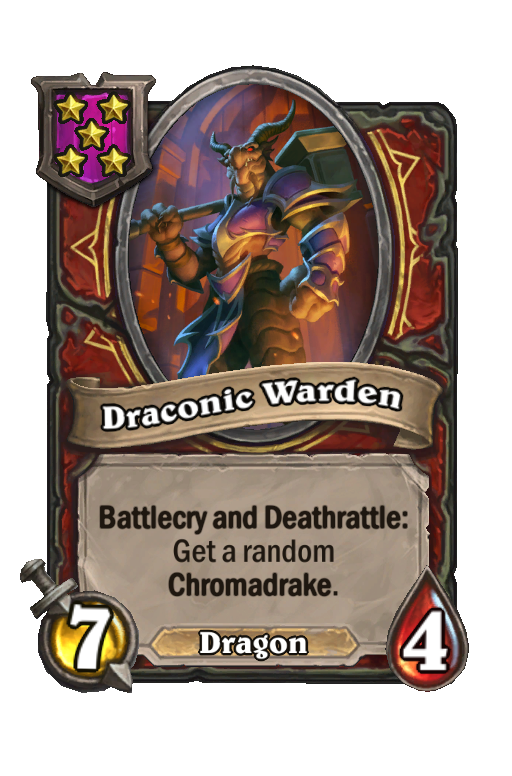 Draconic Warden
Battlecry and Deathrattle:
Get a random
Chromadrake.
7
Dragon
4